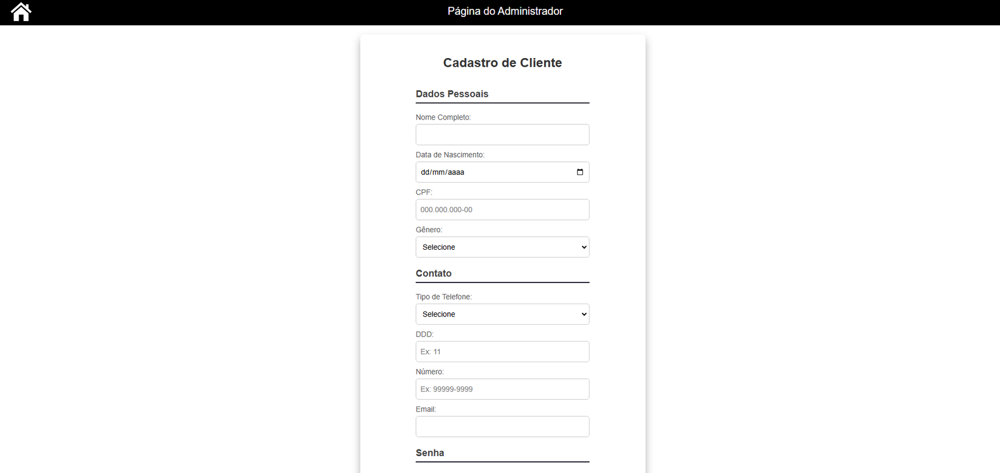 Página do Administrador
Cadastro de Cliente
Dados Pessoais
Nome Completo:
Data de Nascimento:
dd/mm/aaaa
CPF:
000.000.000-00
Gênero:
Selecione
Contato
Tipo de Telefone:
Selecione
DDD:
Ex: 11
Número:
Ex: 99999-9999
Email:
Senha